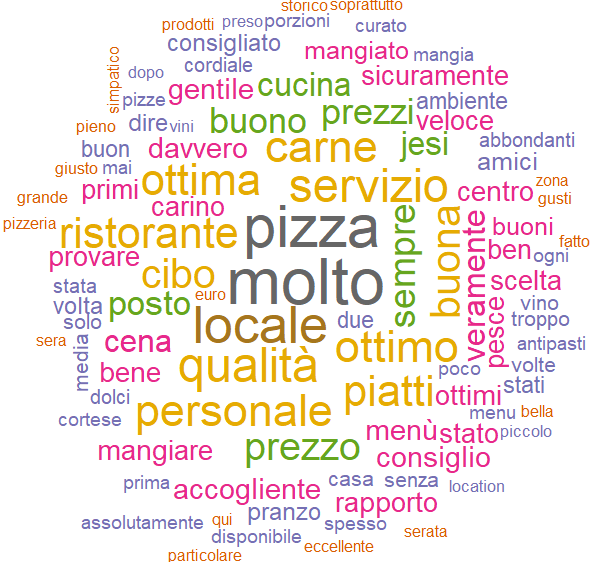 storico soprattutto
prodotti preso porzioni curato
consigliato mangiato mangia
simpatico dopo cordiale gentile cucina sicuramente
pizze buono prezzi ambiente
pieno dire vini carne jesi veloce
buon davvero abbondanti
giusto mai ottima servizio amici
grande primi carino centro zona
pizzeria ristorante pizza sempre buona veramente buoni gusti
provare cibo molto ben ogni fatto
stata posto euro scelta
volta solo locale due pesce vino troppo
sera media cena ottimo antipasti
bene qualità piatti poco volte
dolci personale ottimi stati
cortese menù stato menu bella
mangiare prezzo consiglio piccolo
prima accogliente casa senza location
assolutamente qui pranzo rapporto
disponibile spesso serata
particolare eccellente